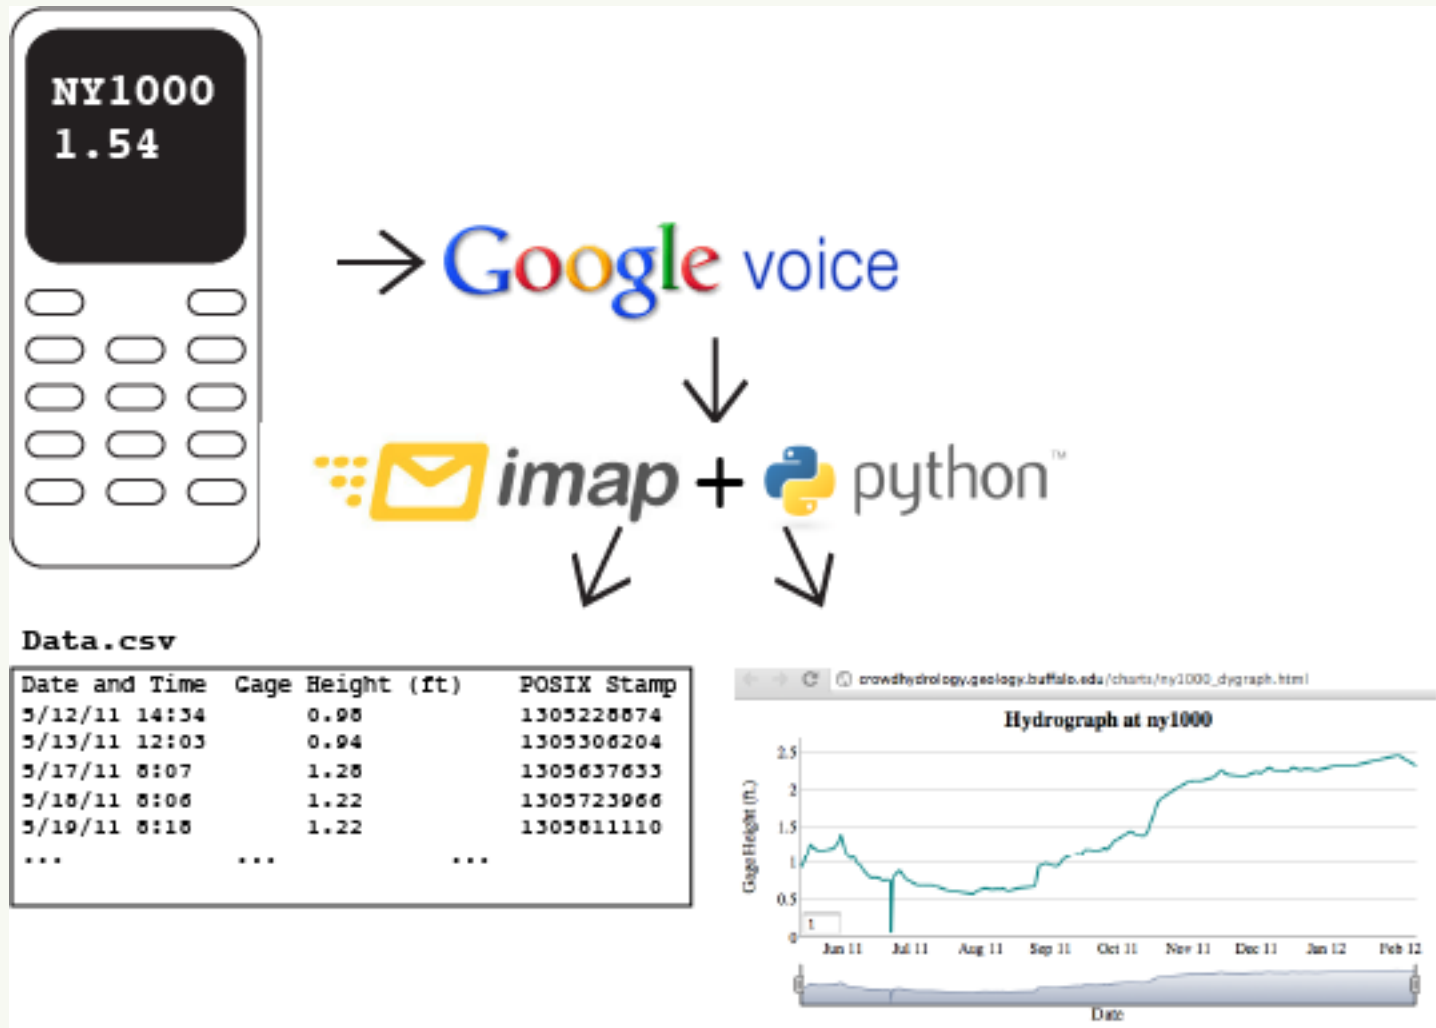 NY1000
1.54
Google voice
imap + python™
Data.csv
Date and Time Gage Height (ft) POSIX Stamp
5/12/11 14:34 0.98 1305228874
5/13/11 12:03 0.94 1305306204
5/17/11 8:07 1.28 1305637633
5/18/11 8:06 1.22 1305723966
5/19/11 8:18 1.22 1305811110
... ... ...
crowdhydrology.geology.buffalo.edu/charts/ny1000_dygraph.html
Hydrograph at ny1000
Gage Height (ft.)
2.5
2
1.5
1
0.5
0
1
Jun 11 Jul 11 Aug 11 Sep 11 Oct 11 Nov 11 Dec 11 Jan 12 Feb 12
Date